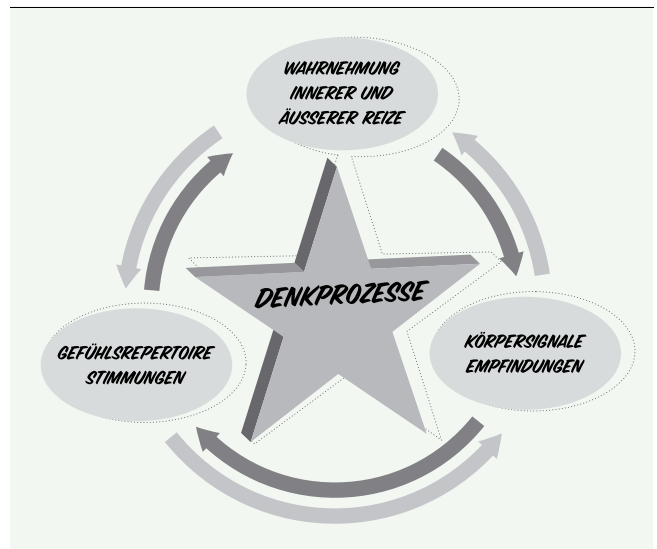 WAHRNEHMUNG
INNERER UND
ÄUSSERER REIZE
DENKPROZESSE
GEFÜHLSREPERTOIRE
STIMMUNGEN
KÖRPERSIGNALE
EMPFINDUNGEN